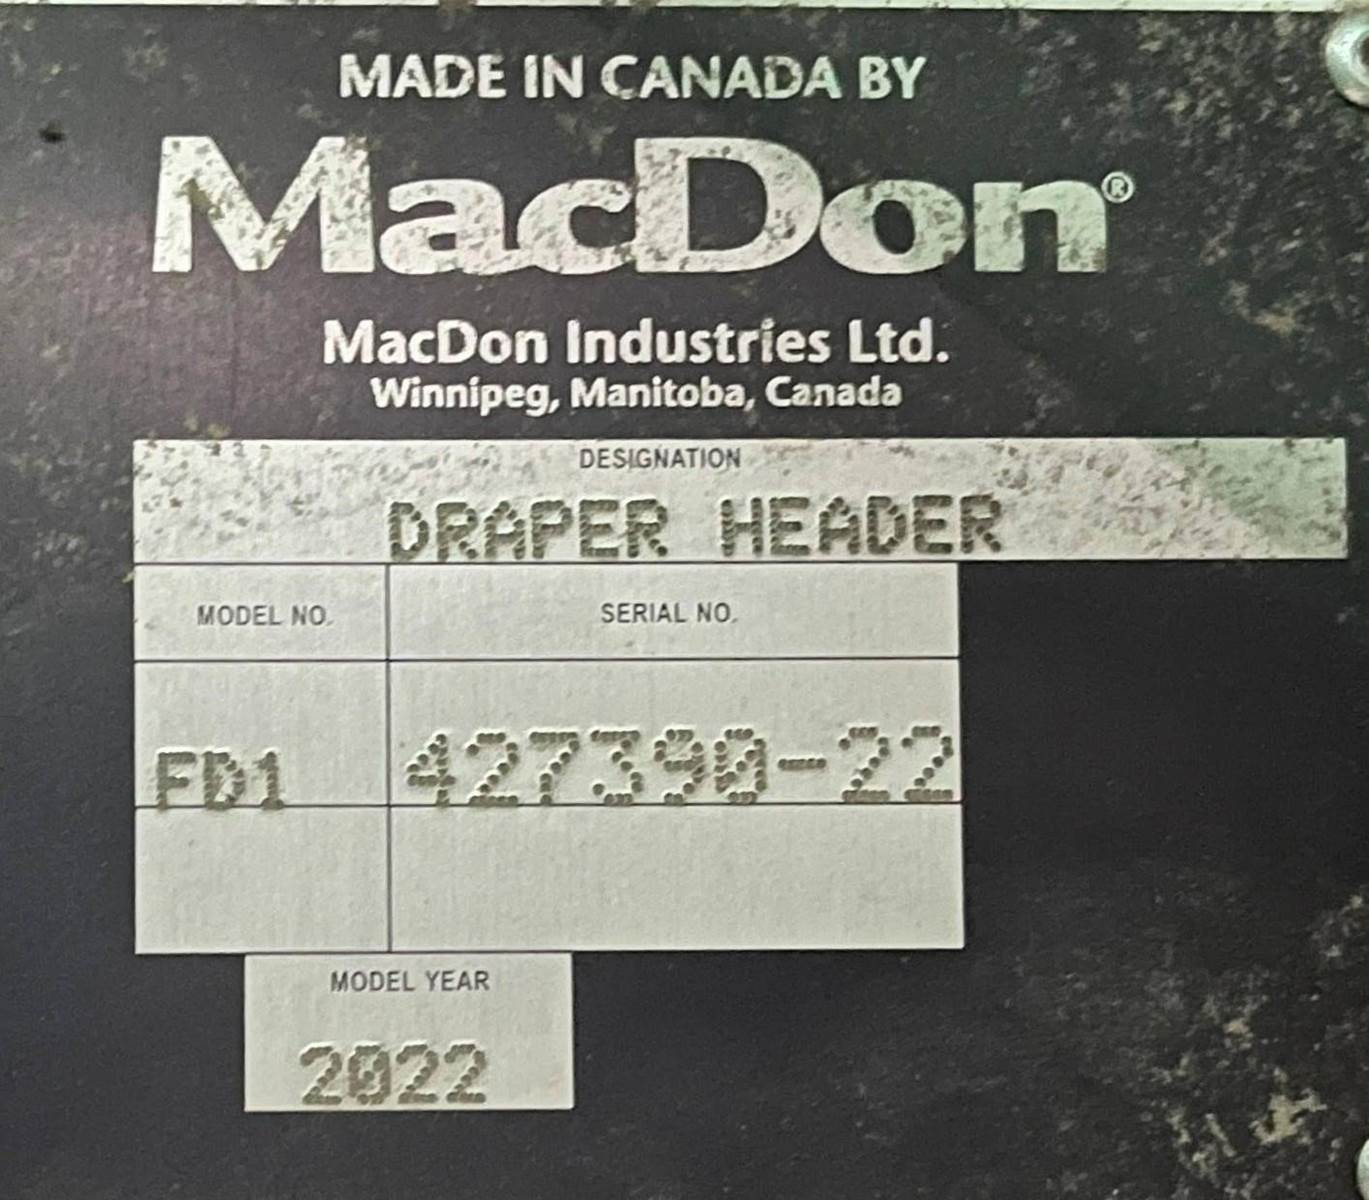 MADE IN CANADA BY
MacDon®
MacDon Industries Ltd.
Winnipeg, Manitoba, Canada
DESIGNATION
DRAPER HEADER
MODEL NO. SERIAL NO.
FD1 427390-22
MODEL YEAR
2022